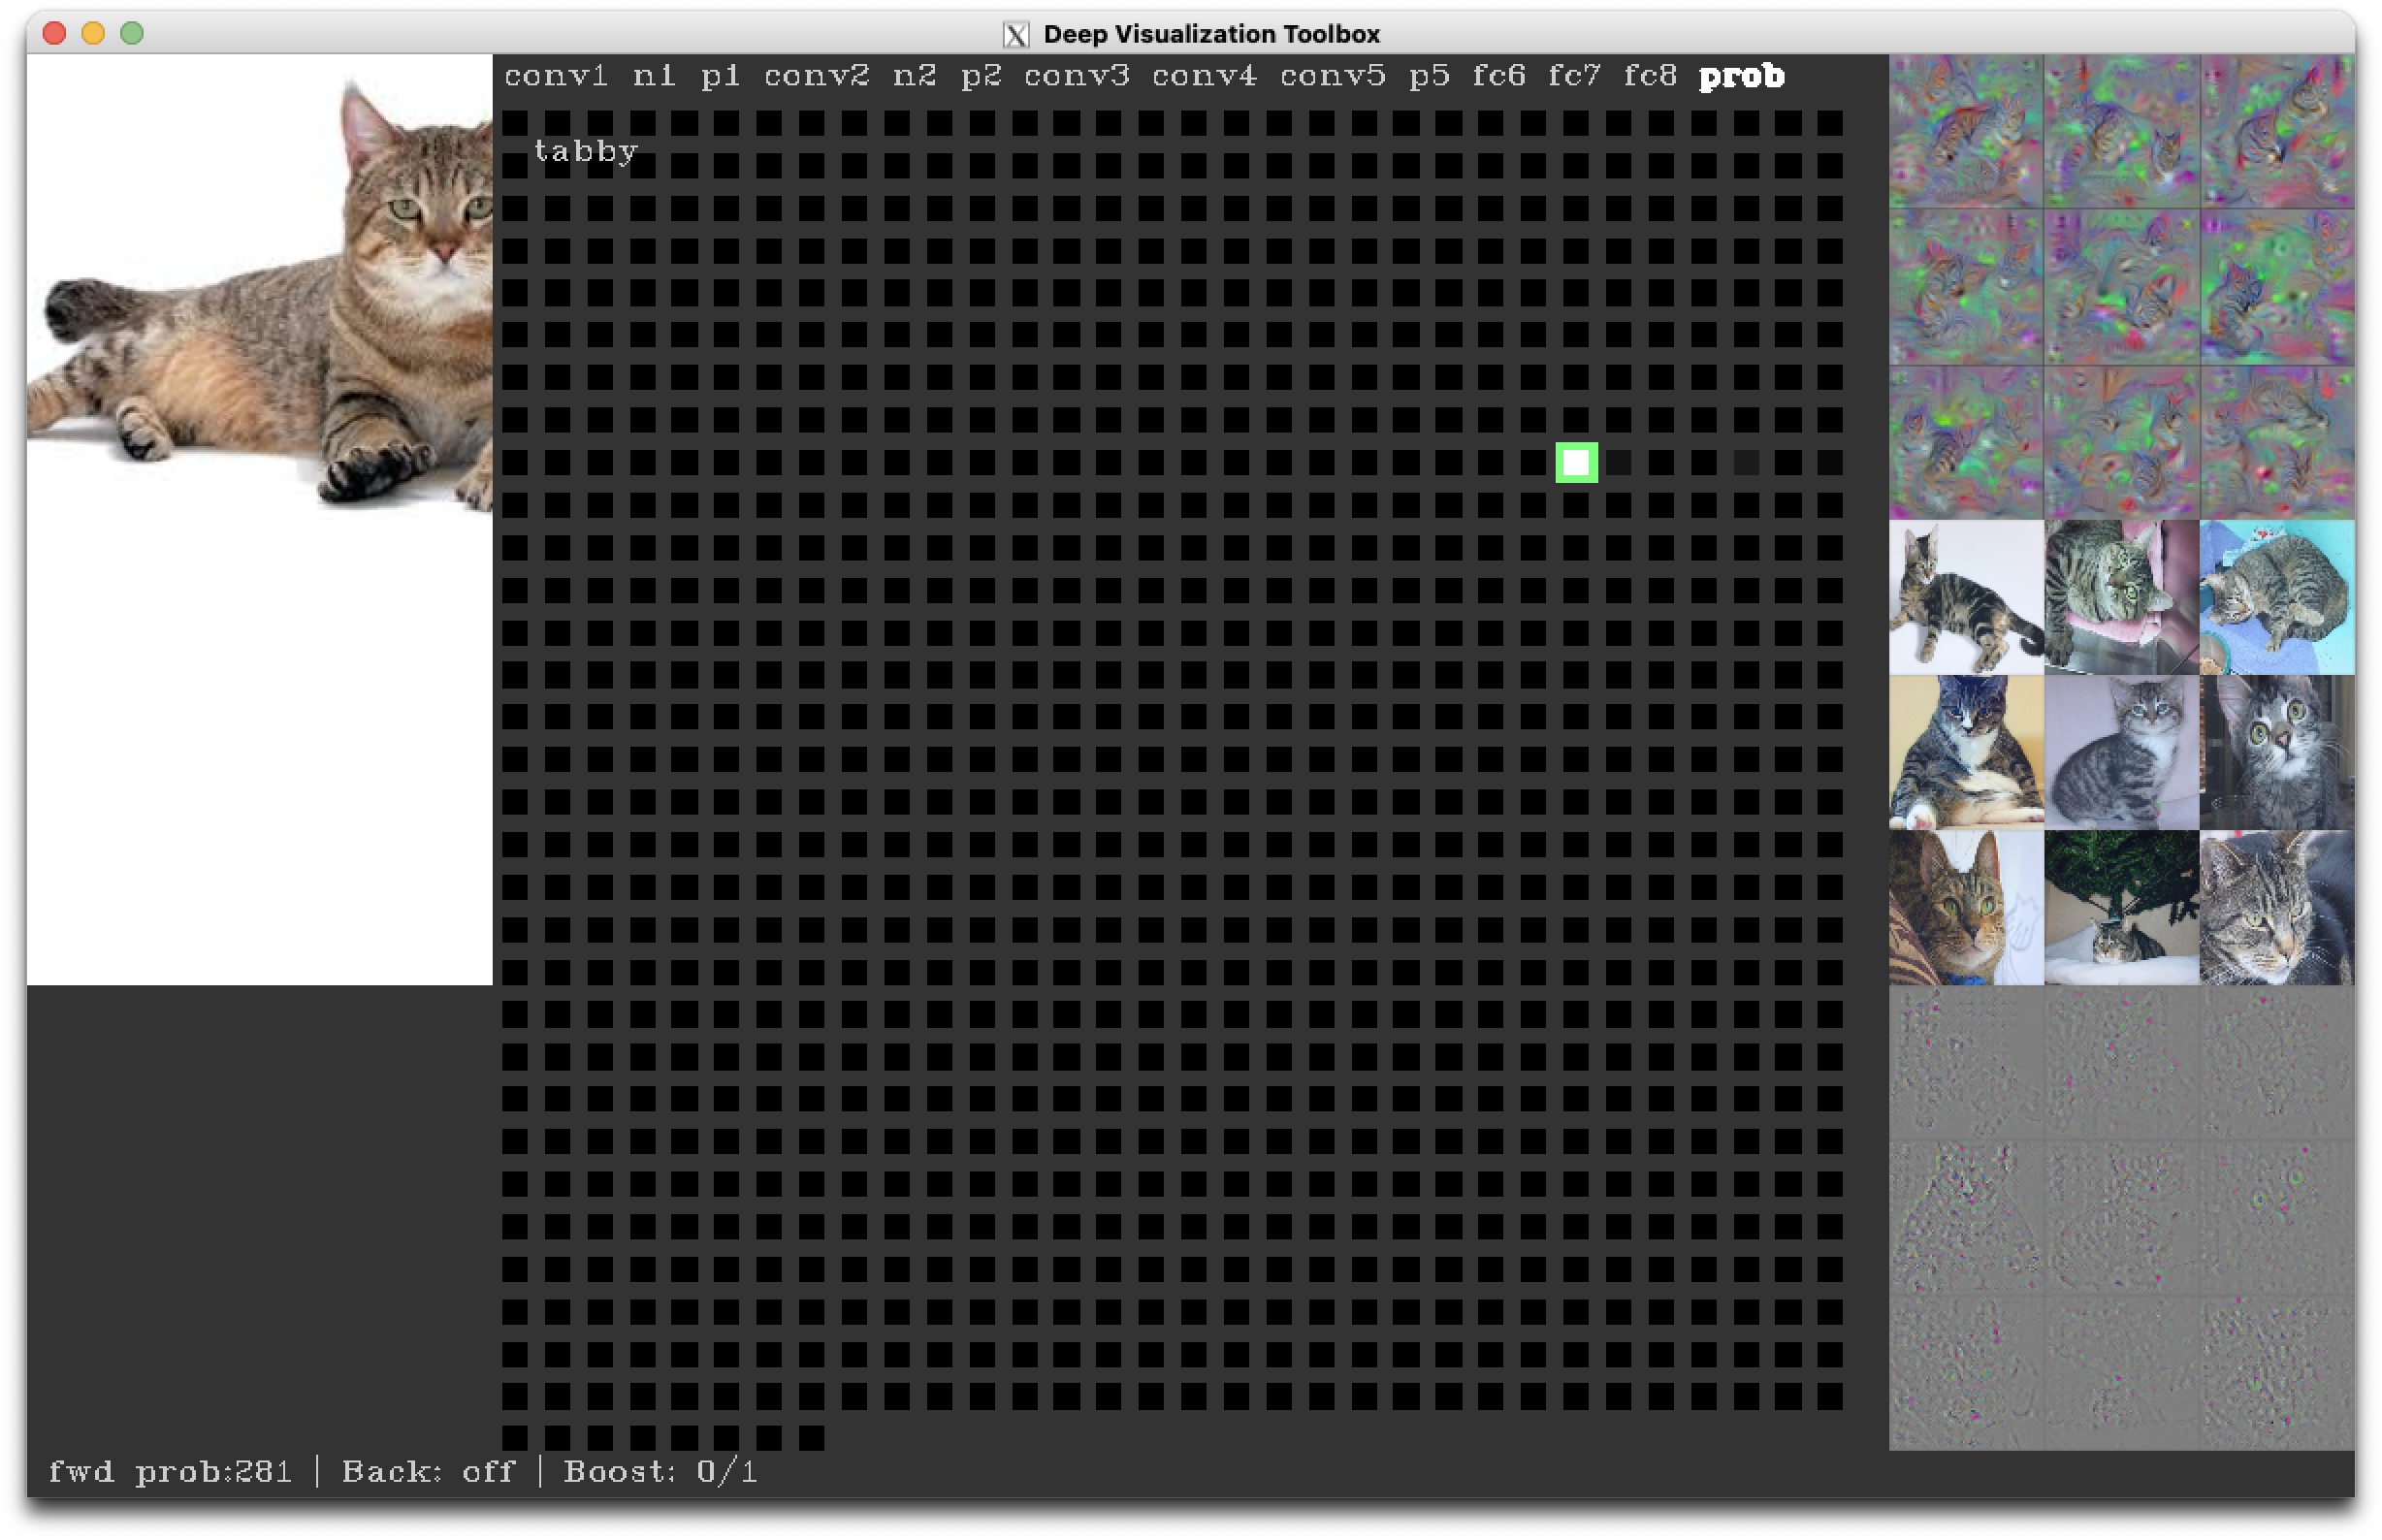 Deep Visualization Toolbox
conv1 n1 p1 conv2 n2 p2 conv3 conv4 conv5 p5 fc6 fc7 fc8 prob
tabby
fwd prob:281 | Back: off | Boost: 0/1